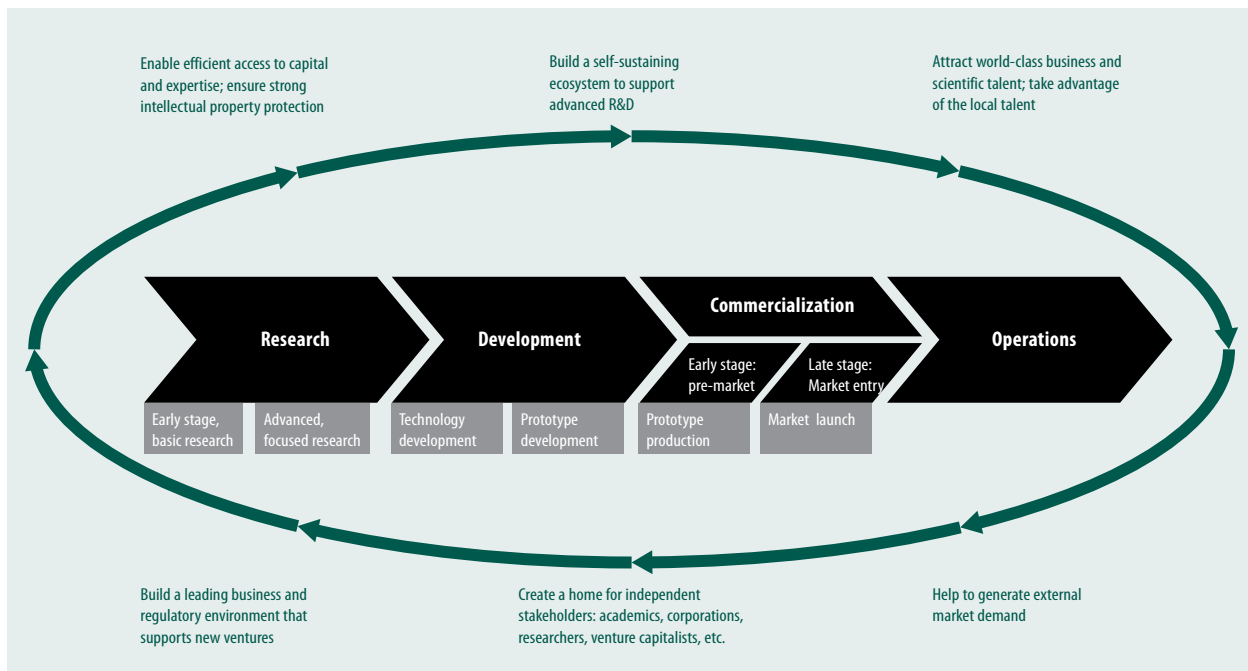 Enable efficient access to capital
and expertise; ensure strong
intellectual property protection
Build a self-sustaining
ecosystem to support
advanced R&D
Attract world-class business and
scientific talent; take advantage
of the local talent
Research
Development
Commercialization
Early stage:
pre-market
Late stage:
Market entry
Operations
Early stage,
basic research
Advanced,
focused research
Technology
development
Prototype
development
Prototype
production
Market launch
Build a leading business and
regulatory environment that
supports new ventures
Create a home for independent
stakeholders: academics, corporations,
researchers, venture capitalists, etc.
Help to generate external
market demand